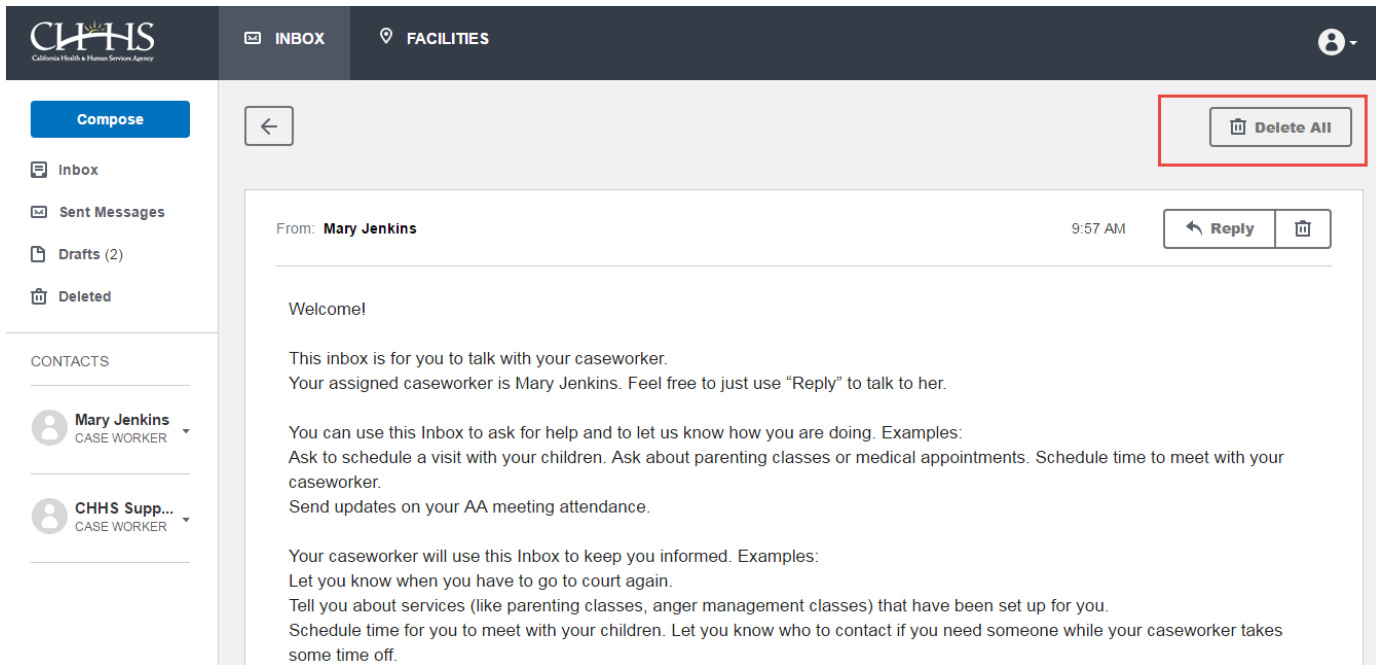 CHHS
California Health & Human Services Agency
INBOX
FACILITIES
Compose
Inbox
Sent Messages
Drafts (2)
Deleted
CONTACTS
Mary Jenkins
CASE WORKER
CHHS Supp...
CASE WORKER
Delete All
From: Mary Jenkins
9:57 AM
Reply
Welcome!
This inbox is for you to talk with your caseworker.
Your assigned caseworker is Mary Jenkins. Feel free to just use “Reply” to talk to her.
You can use this Inbox to ask for help and to let us know how you are doing. Examples:
Ask to schedule a visit with your children. Ask about parenting classes or medical appointments. Schedule time to meet with your
caseworker.
Send updates on your AA meeting attendance.
Your caseworker will use this Inbox to keep you informed. Examples:
Let you know when you have to go to court again.
Tell you about services (like parenting classes, anger management classes) that have been set up for you.
Schedule time for you to meet with your children. Let you know who to contact if you need someone while your caseworker takes
some time off.